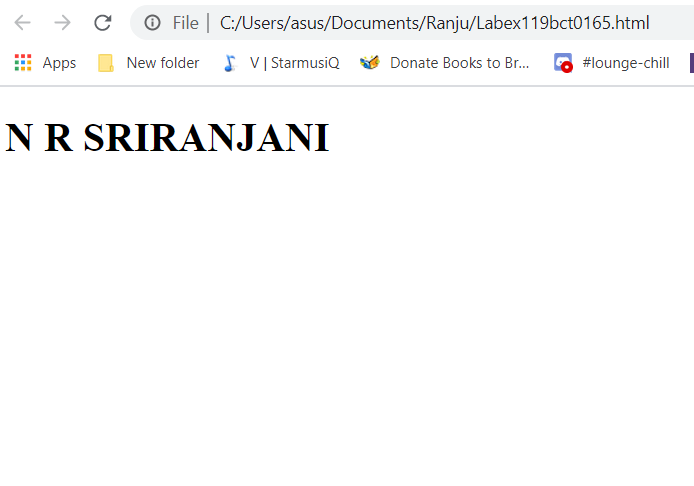 File | C:/Users/asus/Documents/Ranju/Labex119bct0165.html
Apps New folder V | StarmusiQ Donate Books to Br... #lounge-chill
N R SRIRANJANI